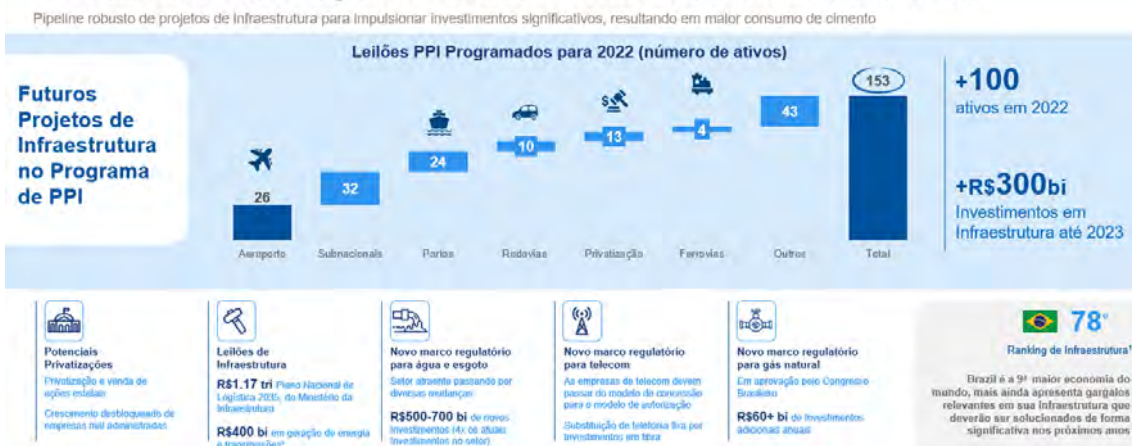 Pipeline robusto de projetos de infraestrutura para impulsionar investimentos significativos, resultando em maior consumo de cimento
Leilões PPI Programados para 2022 (número de ativos)
Futuros
Projetos de
Infraestrutura
no Programa
de PPI
26
32
24
10
13
4
43
153
Aeroporto
Subnacionais
Portos
Rodovias
Privatização
Ferrovias
Outros
Total
+100
ativos em 2022
+R$300bi
Investimentos em
Infraestrutura até 2023
Potenciais
Privatizações
Privatização e venda de
ações estatais
Crescimento desbloqueado de
empresas mal administradas
Leilões de
Infraestrutura
R$1.17 tri Plano Nacional de
Logística 2035, do Ministério da
Infraestrutura
R$400 bi em geração de energia
e transmissões
Novo marco regulatório
para água e esgoto
Setor atraente passando por
diversas mudanças
R$500-700 bi de novos
investimentos (4x os atuais
investimentos no setor)
Novo marco regulatório
para telecom
As empresas de telecom devem
passar do modelo de concessão
para o modelo de autorização
Substituição de telefonia fixa por
investimentos em fibra
Novo marco regulatório
para gás natural
Em aprovação pelo Congresso
Brasileiro
R$60+ bi de investimentos
adicionais anuais
78°
Ranking de Infraestrutura¹
Brazil é a 9ª maior economia do
mundo, mais ainda apresenta gargalos
relevantes em sua infraestrutura que
deverão ser solucionados de forma
significativa nos próximos anos